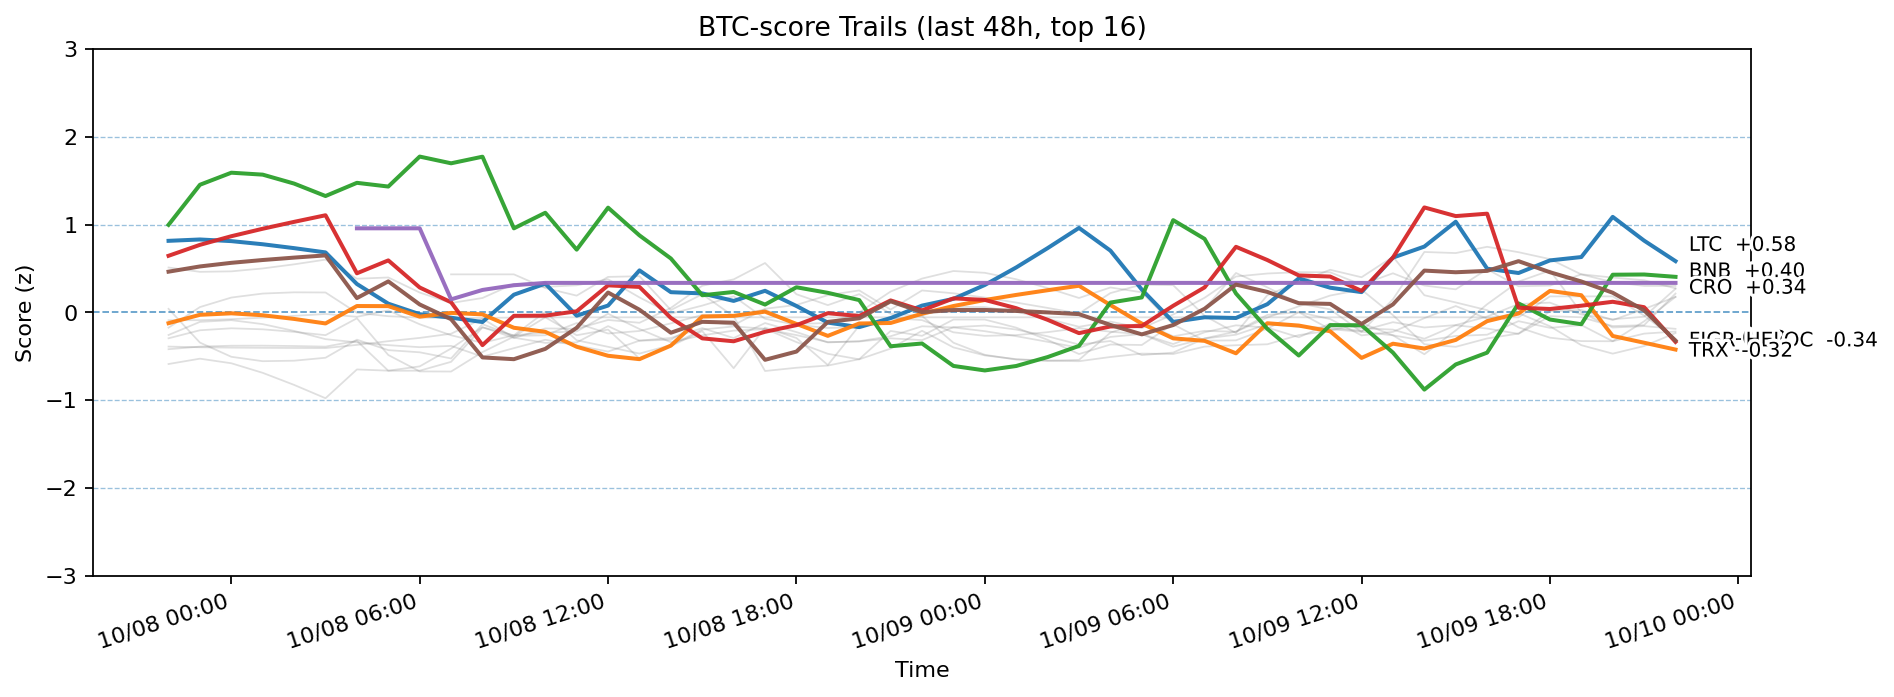 BTC-score Trails (last 48h, top 16)
3
2
1
0
−1
−2
−3
Score (z)
LTC +0.58
BNB +0.40
CRO +0.34
-0.34
TRX -0.32
10/08 00:00
10/08 06:00
10/08 12:00
10/08 18:00
10/09 00:00
10/09 06:00
10/09 12:00
10/09 18:00
10/10 00:00
Time